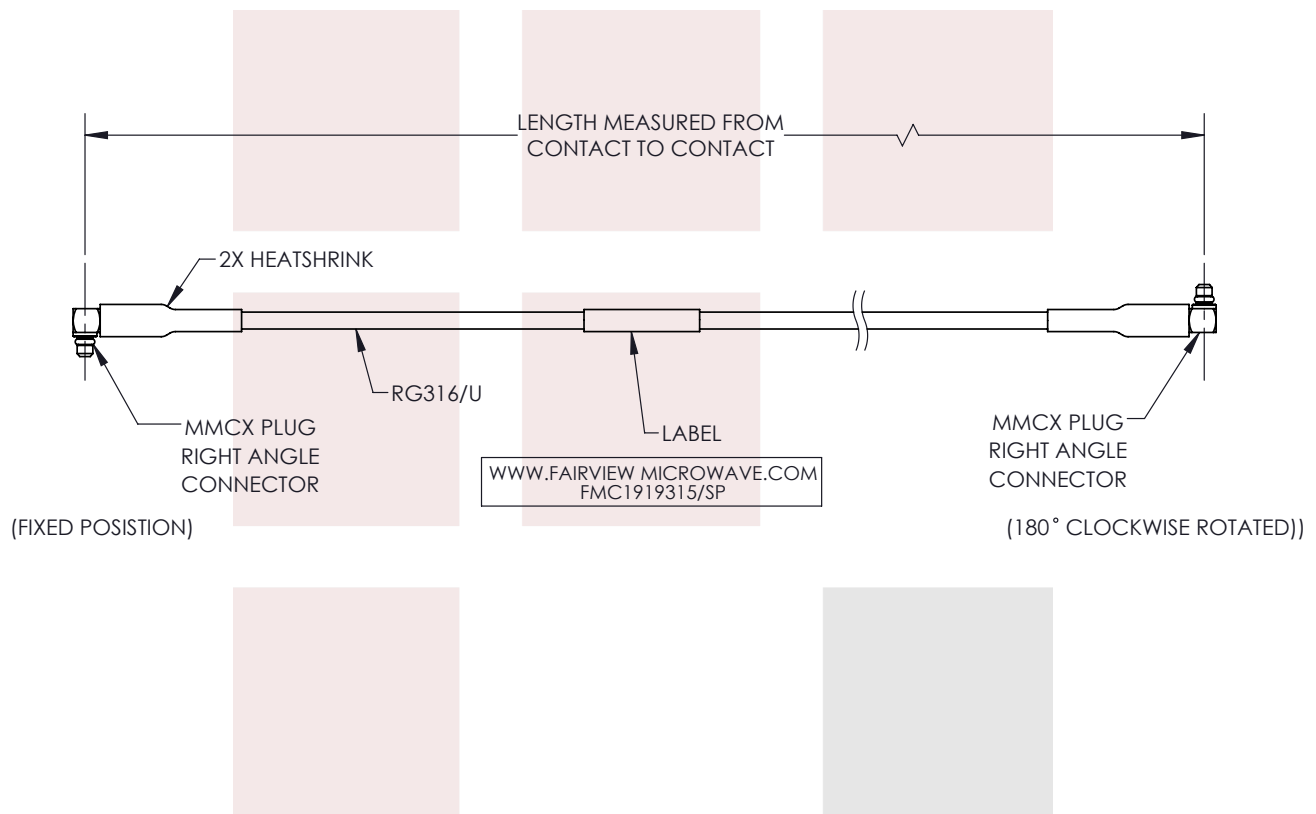 LENGTH MEASURED FROM
CONTACT TO CONTACT
2X HEATSHRINK
RG316/U
MMCX PLUG
RIGHT ANGLE
CONNECTOR
(FIXED POSISTION)
LABEL
WWW.FAIRVIEW MICROWAVE.COM
FMC1919315/SP
MMCX PLUG
RIGHT ANGLE
CONNECTOR
(180° CLOCKWISE ROTATED))